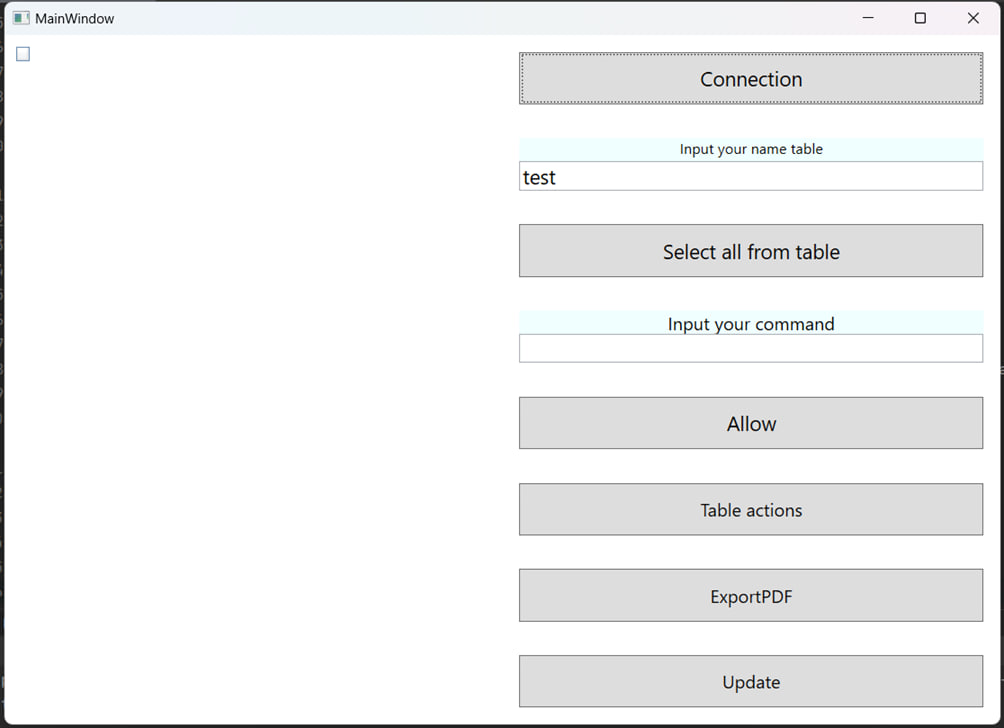 MainWindow
Connection
Input your name table
test
Select all from table
Input your command
Allow
Table actions
ExportPDF
Update